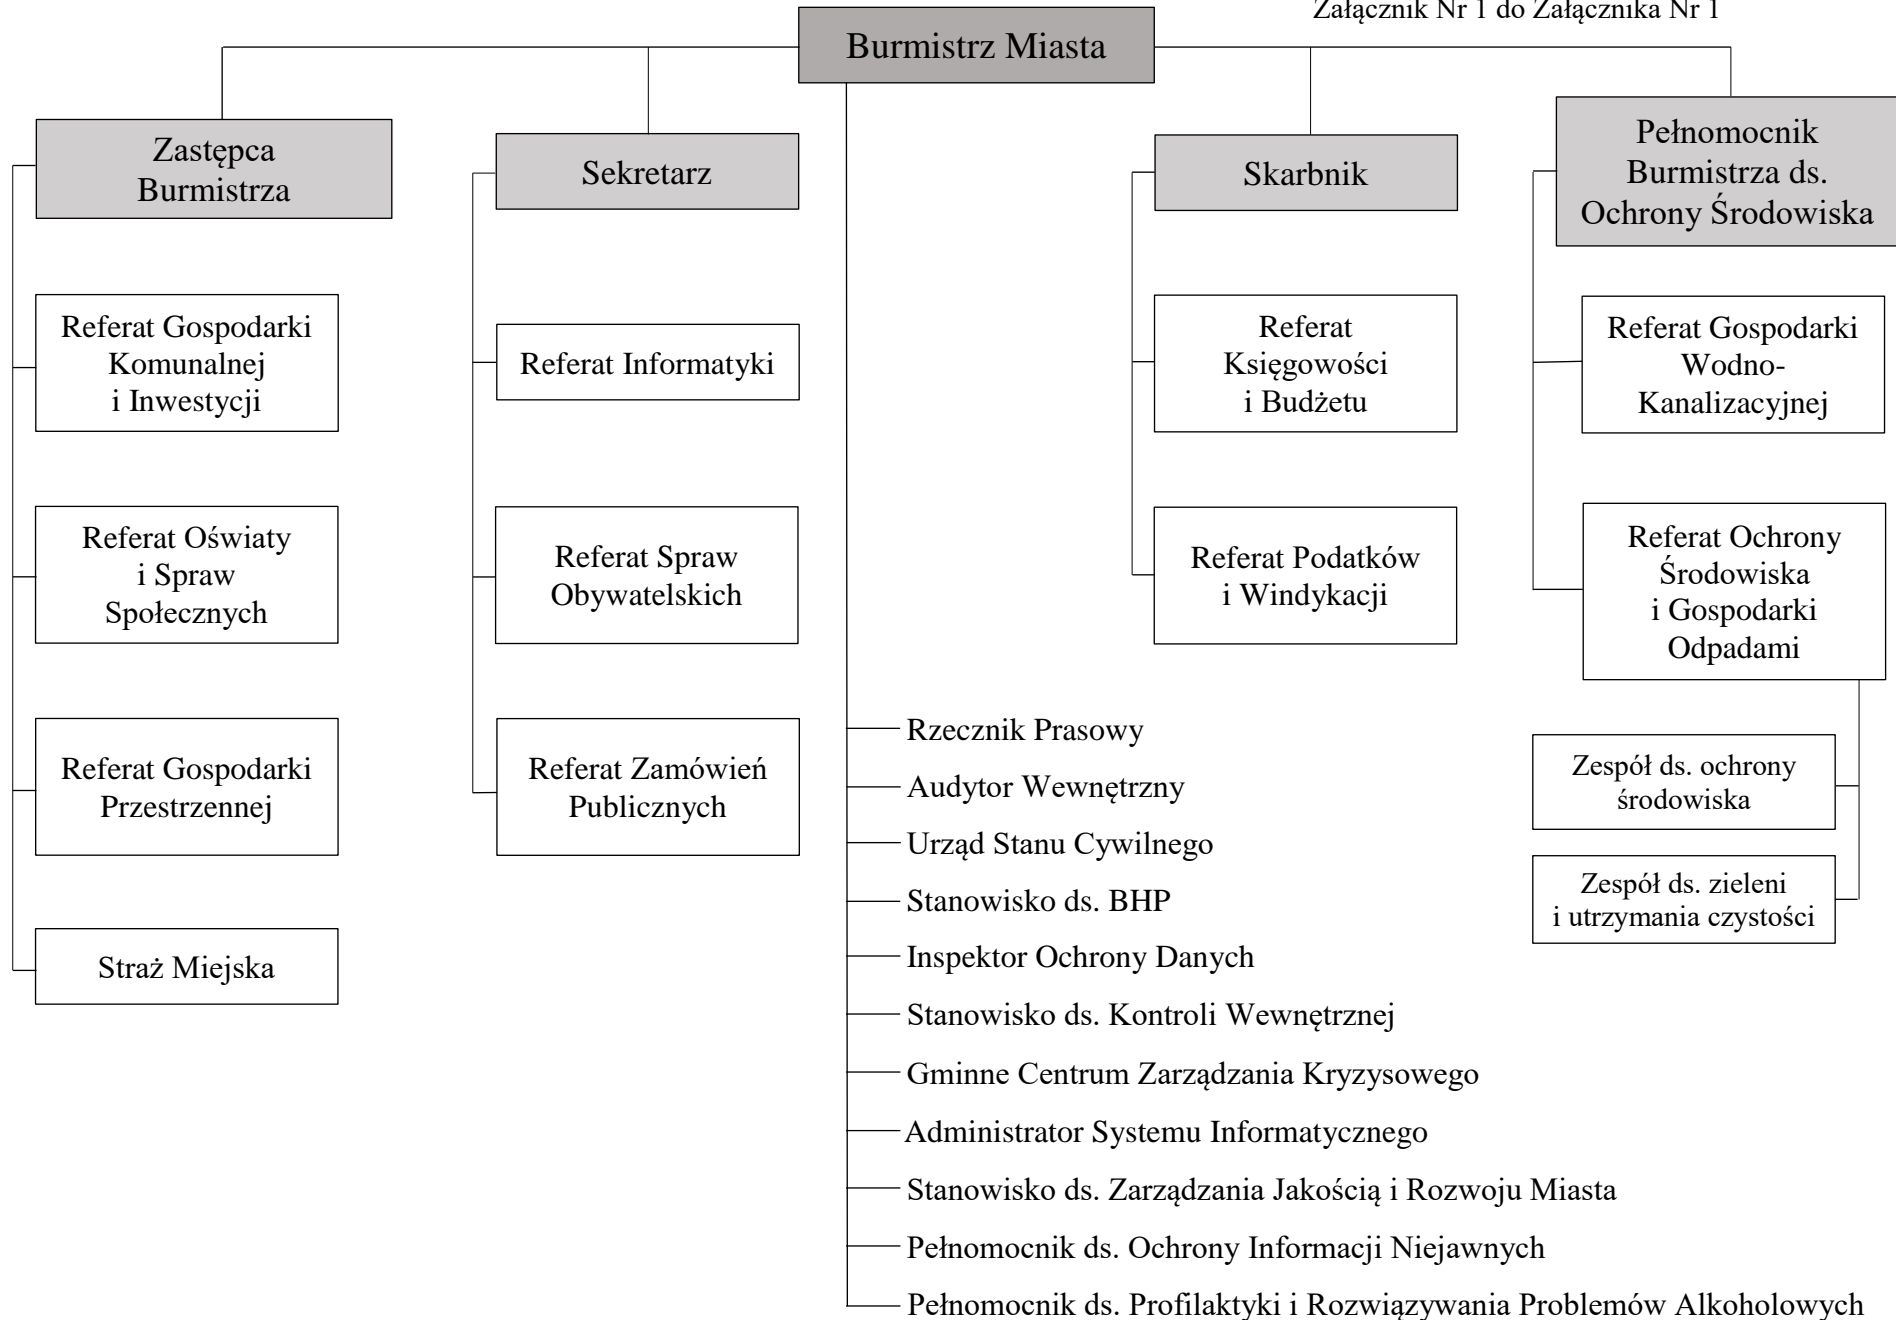 Załącznik Nr 1 do Załącznika Nr 1
Burmistrz Miasta
Zastępca
Burmistrza
Sekretarz
Skarbnik
Pełnomocnik
Burmistrza ds.
Ochrony Środowiska
Referat Gospodarki
Komunalnej
i Inwestycji
Referat Oświaty
i Spraw
Społecznych
Referat Gospodarki
Przestrzennej
Straż Miejska
Referat Informatyki
Referat Spraw
Obywatelskich
Referat Zamówień
Publicznych
Referat
Księgowości
i Budżetu
Referat Podatków
i Windykacji
Referat Gospodarki
Wodno-
Kanalizacyjnej
Referat Ochrony
Środowiska
i Gospodarki
Odpadami
Zespół ds. ochrony
środowiska
Zespół ds. zieleni
i utrzymania czystości
Rzecznik Prasowy
Audytor Wewnętrzny
Urząd Stanu Cywilnego
Stanowisko ds. BHP
Inspektor Ochrony Danych
Stanowisko ds. Kontroli Wewnętrznej
Gminne Centrum Zarządzania Kryzysowego
Administrator Systemu Informatycznego
Stanowisko ds. Zarządzania Jakością i Rozwoju Miasta
Pełnomocnik ds. Ochrony Informacji Niejawnych
Pełnomocnik ds. Profilaktyki i Rozwiązywania Problemów Alkoholowych